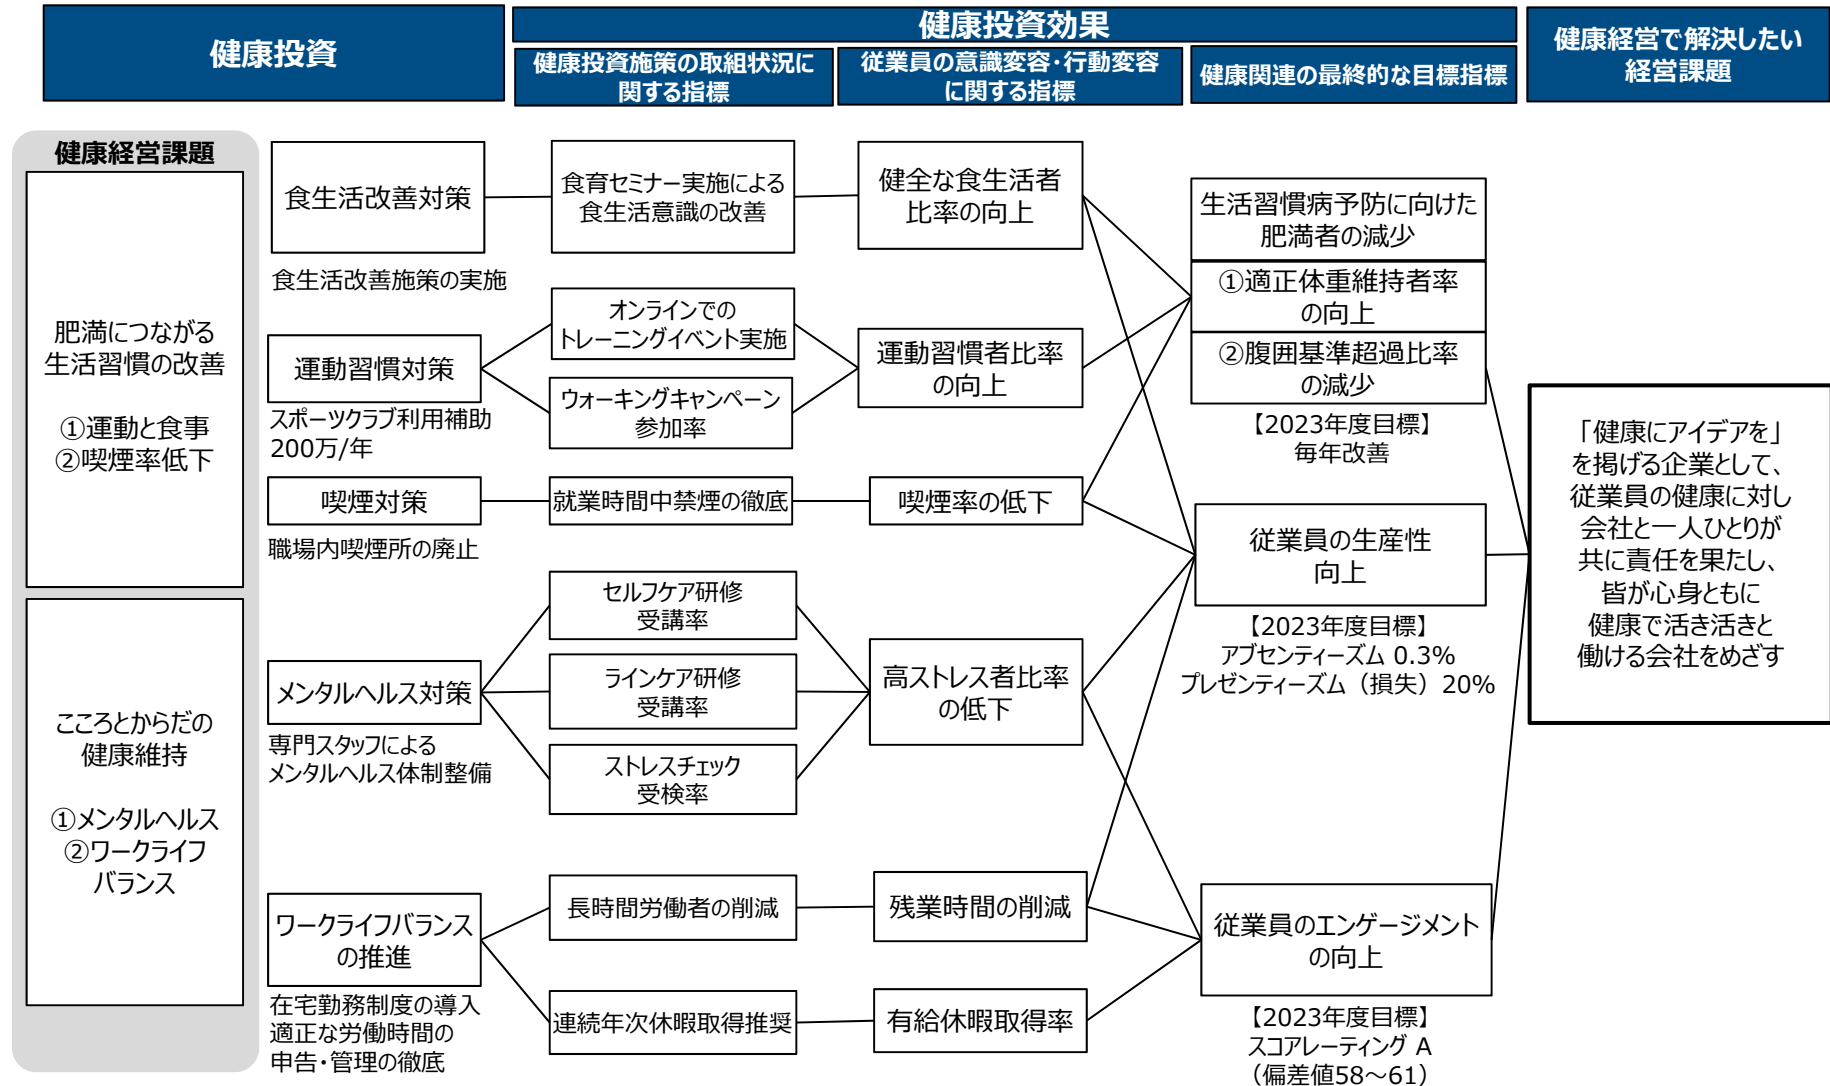 健康投資
健康投資効果
健康投資施策の取組状況に
関する指標
従業員の意識変容・行動変容
に関する指標
健康関連の最終的な目標指標
健康経営で解決したい
経営課題
健康経営課題
肥満につながる
生活習慣の改善
①運動と食事
②喫煙率低下
こころとからだの
健康維持
①メンタルヘルス
②ワークライフ
バランス
食生活改善対策
食生活改善施策の実施
運動習慣対策
スポーツクラブ利用補助
200万/年
喫煙対策
職場内喫煙所の廃止
メンタルヘルス対策
専門スタッフによる
メンタルヘルス体制整備
ワークライフバランス
の推進
在宅勤務制度の導入
適正な労働時間の
申告・管理の徹底
食育セミナー実施による
食生活意識の改善
オンラインでの
トレーニングイベント実施
ウォーキングキャンペーン
参加率
就業時間中禁煙の徹底
セルフケア研修
受講率
ラインケア研修
受講率
ストレスチェック
受検率
長時間労働者の削減
連続年次休暇取得推奨
健全な食生活者
比率の向上
運動習慣者比率
の向上
喫煙率の低下
高ストレス者比率
の低下
残業時間の削減
有給休暇取得率
生活習慣病予防に向けた
肥満者の減少
①適正体重維持者率
の向上
②腹囲基準超過比率
の減少
【2023年度目標】
毎年改善
従業員の生産性
向上
【2023年度目標】
アブセンティーズム 0.3%
プレゼンティーズム（損失）20%
従業員のエンゲージメント
の向上
【2023年度目標】
スコアレーティング A
（偏差値58～61）
「健康にアイデアを」
を掲げる企業として、
従業員の健康に対し
会社と一人ひとりが
共に責任を果たし、
皆が心身ともに
健康で活き活きと
働ける会社をめざす